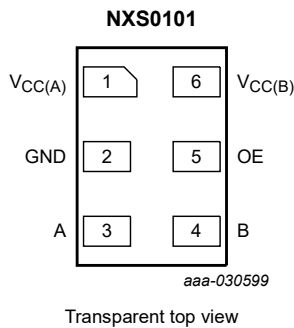 NXS0101
VCC(A) 1 6 VCC(B)
GND 2 5 OE
A 3 4 B
aaa-030599
Transparent top view